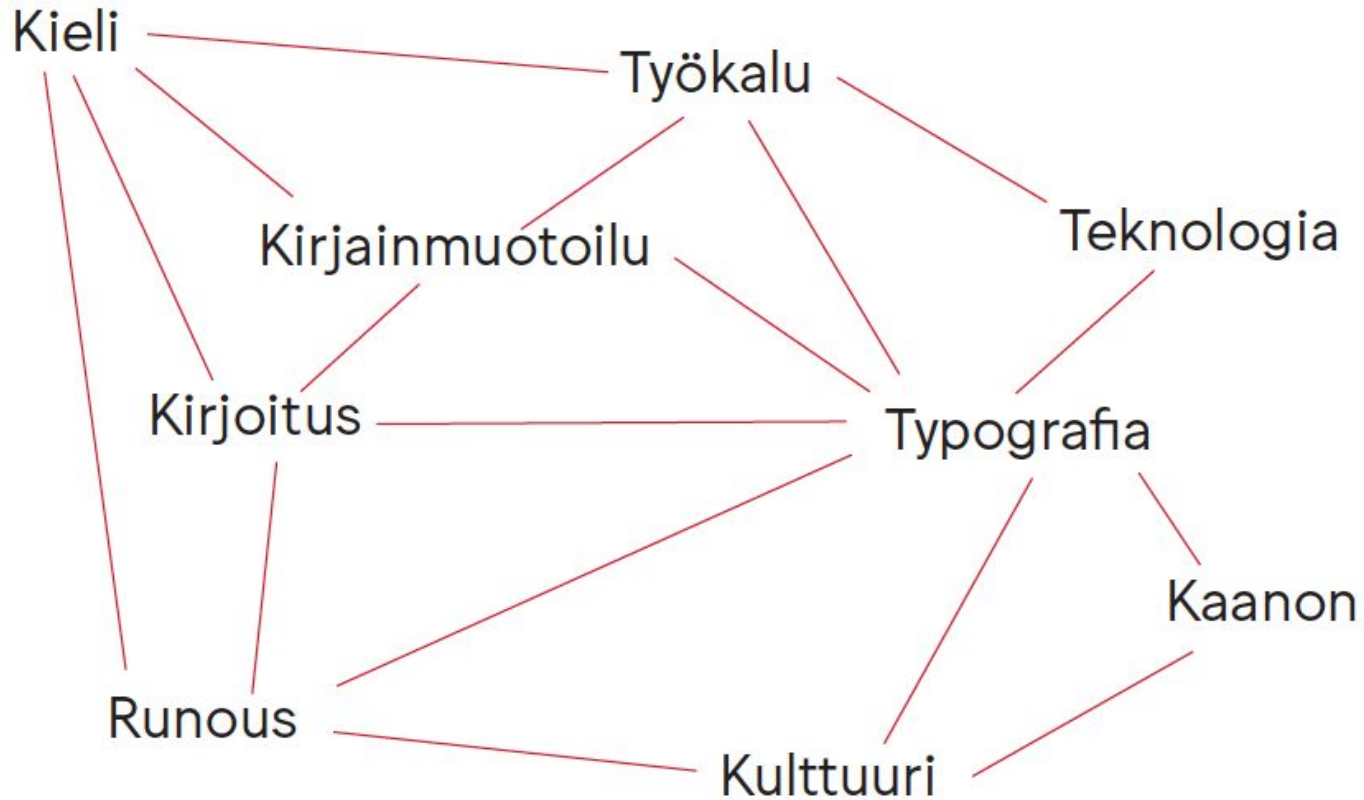 Kieli
Työkalu
Teknologia
Kirjainmuotoilu
Kirjoitus
Typografia
Kaanon
Runous
Kulttuuri